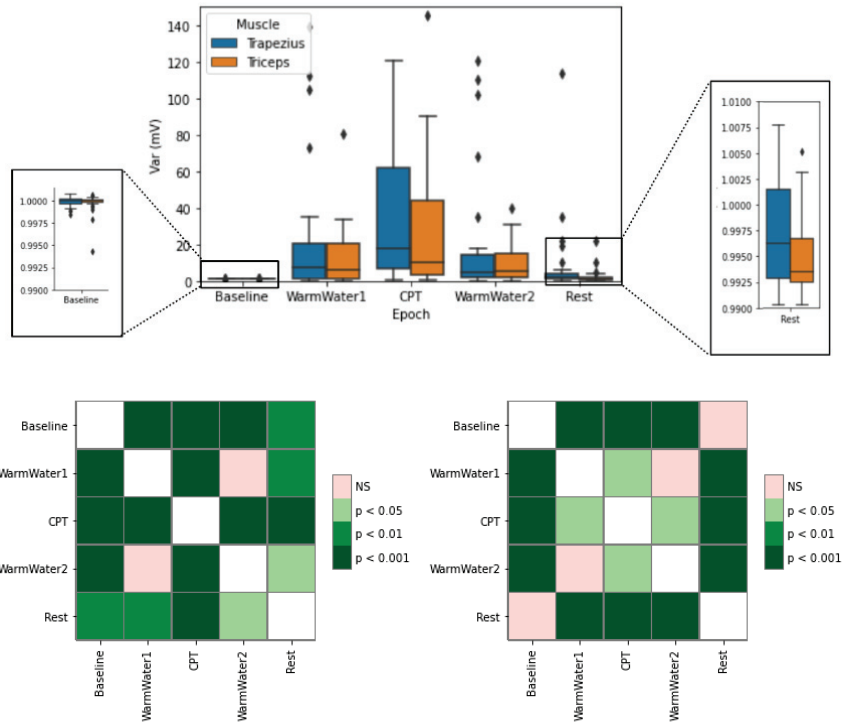 Muscle
Trapezius
Triceps
140
120
100
80
60
40
20
0
Var (mV)
Baseline
WarmWater1
CPT
WarmWater2
Rest
Epoch
1.0000
0.9975
0.9950
0.9925
0.9900
Baseline
1.0100
1.0075
1.0050
1.0025
1.0000
0.9975
0.9950
0.9925
0.9900
Rest
Baseline
WarmWater1
CPT
WarmWater2
Rest
Baseline
WarmWater1
CPT
WarmWater2
Rest
NS
p < 0.05
p < 0.01
p < 0.001
Baseline
WarmWater1
CPT
WarmWater2
Rest
Baseline
WarmWater1
CPT
WarmWater2
Rest
NS
p < 0.05
p < 0.01
p < 0.001